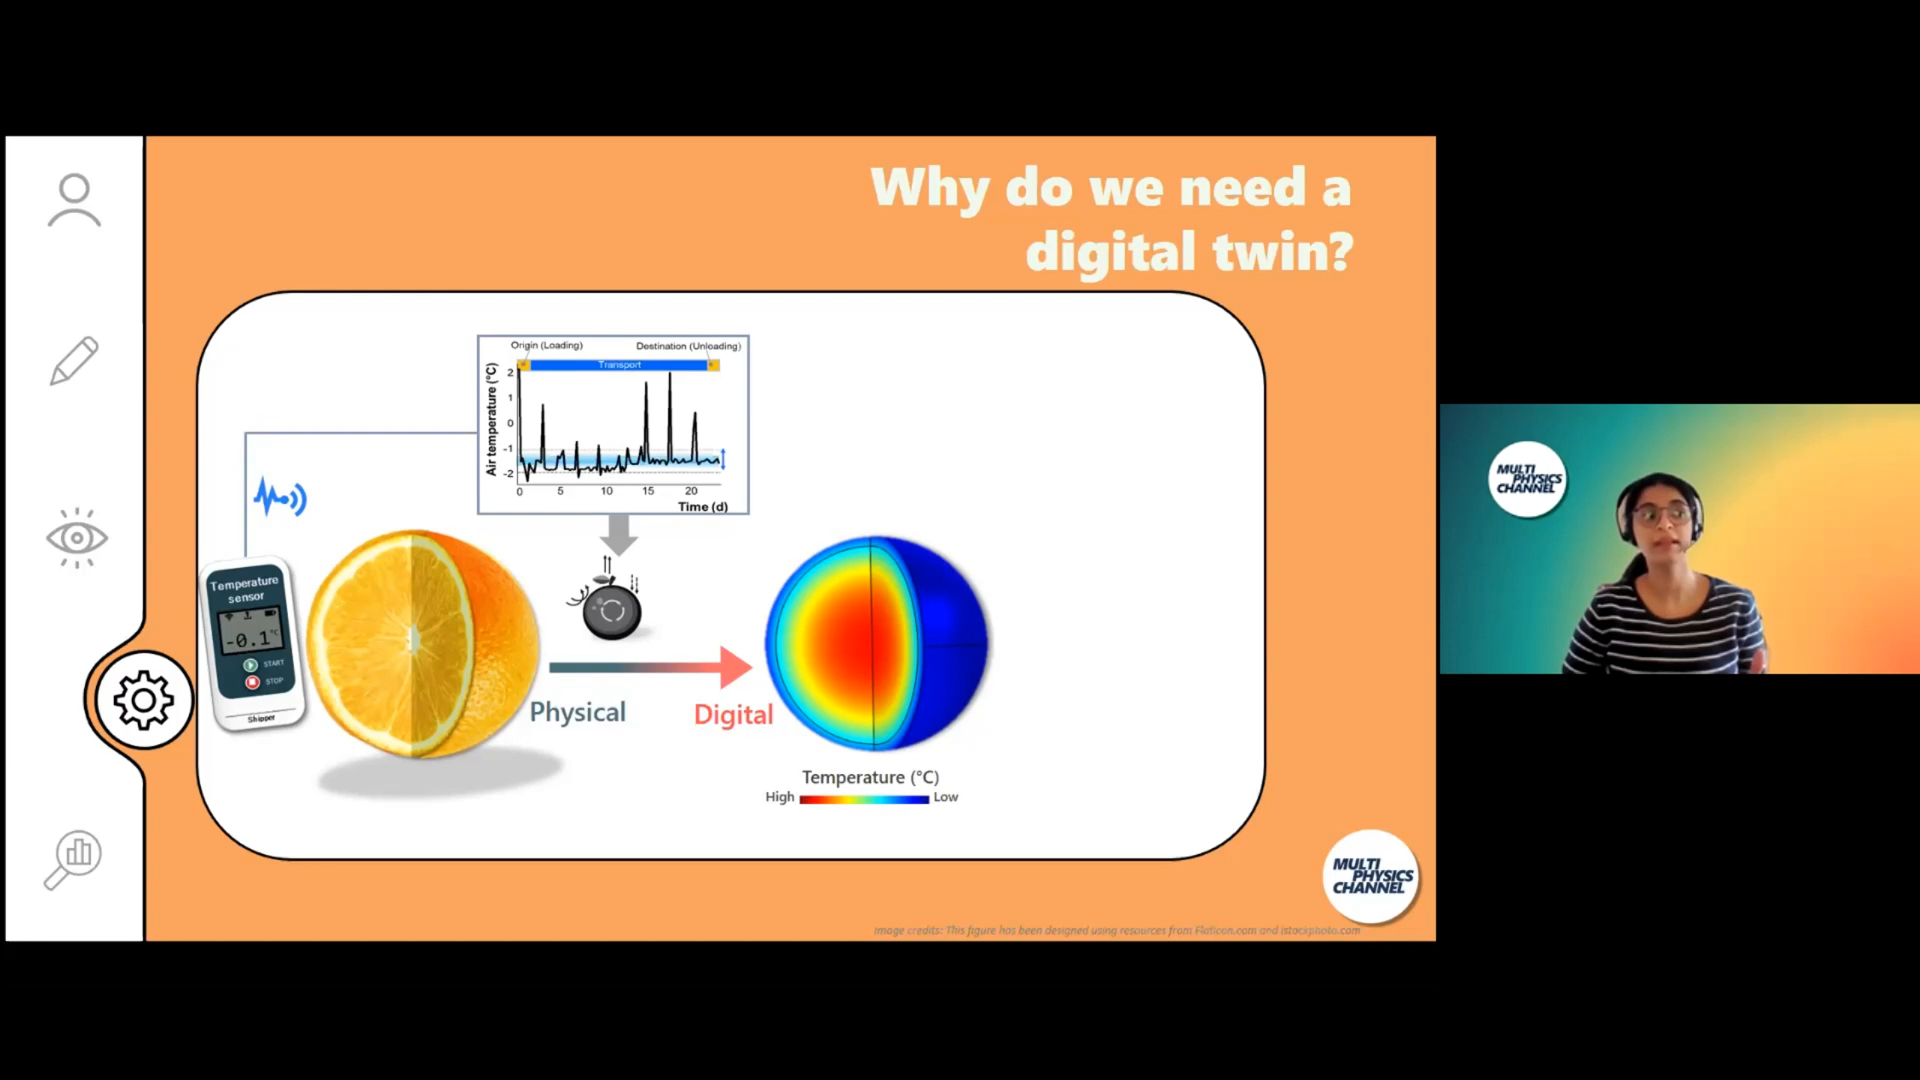 Why do we need a
digital twin?
Origin (Loading)
Destination (Unloading)
Transport
Air temperature (°C)
2
1
0
-1
-2
0 5 10 15 20
Time (d)
Temperature
sensor
-0.1°C
START
STOP
Shipper
Physical
Digital
Temperature (°C)
High
Low
MULTI
PHYSICS
CHANNEL
MULTI
PHYSICS
CHANNEL
Image credits: This figure has been designed using resources from Flaticon.com and istockphoto.com